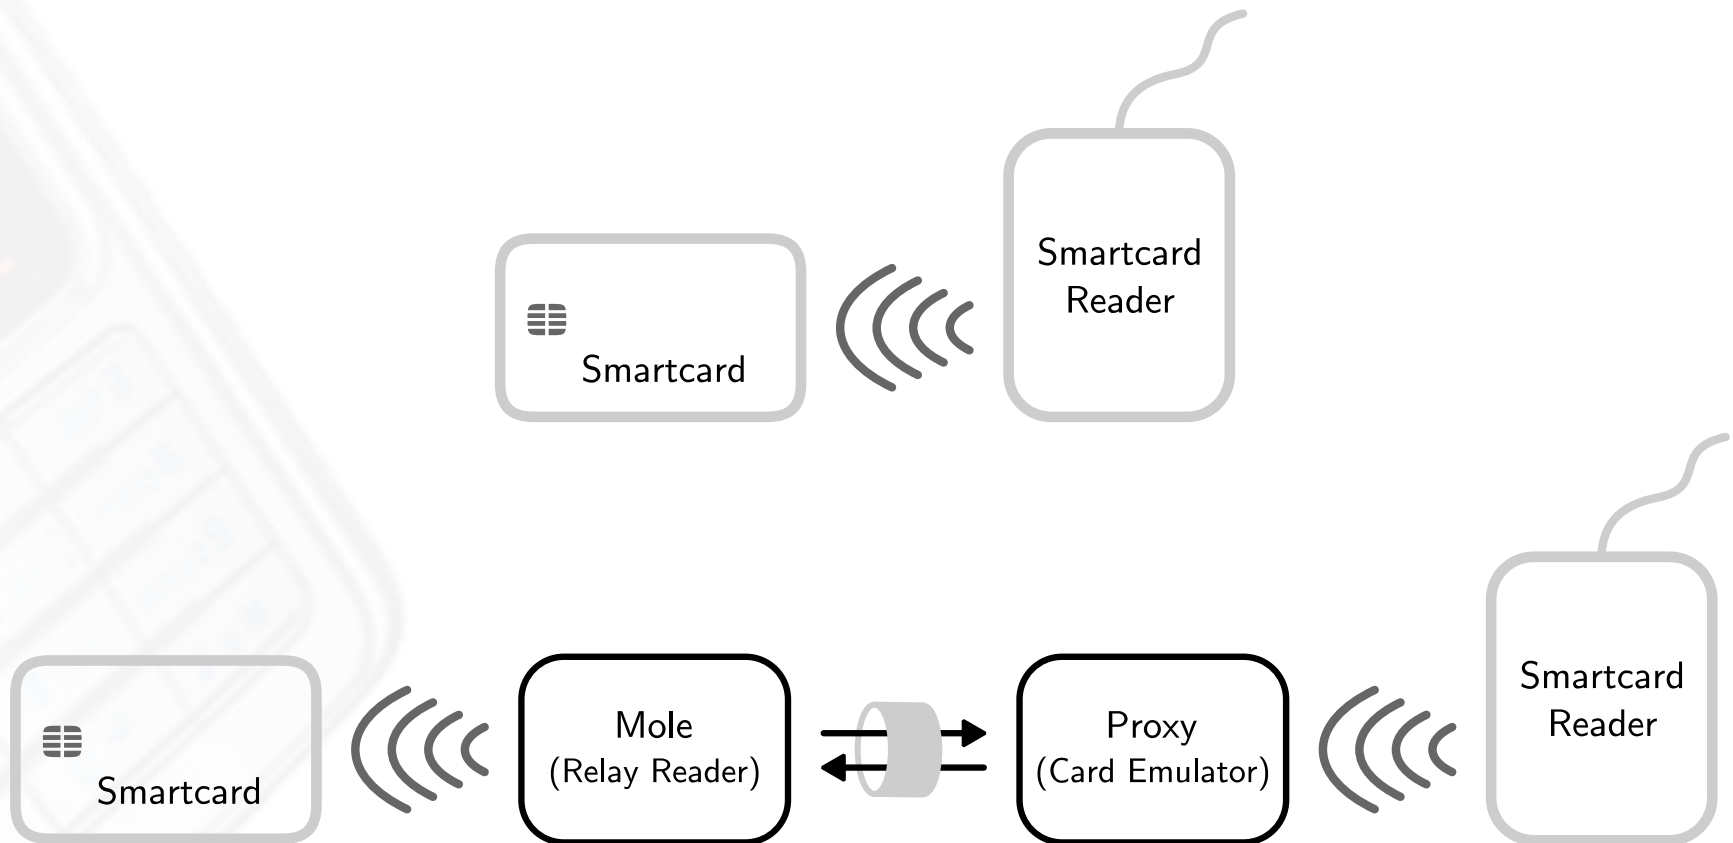 Smartcard
Reader
Smartcard
Smartcard
Reader
Mole
(Relay Reader)
Proxy
(Card Emulator)
Smartcard